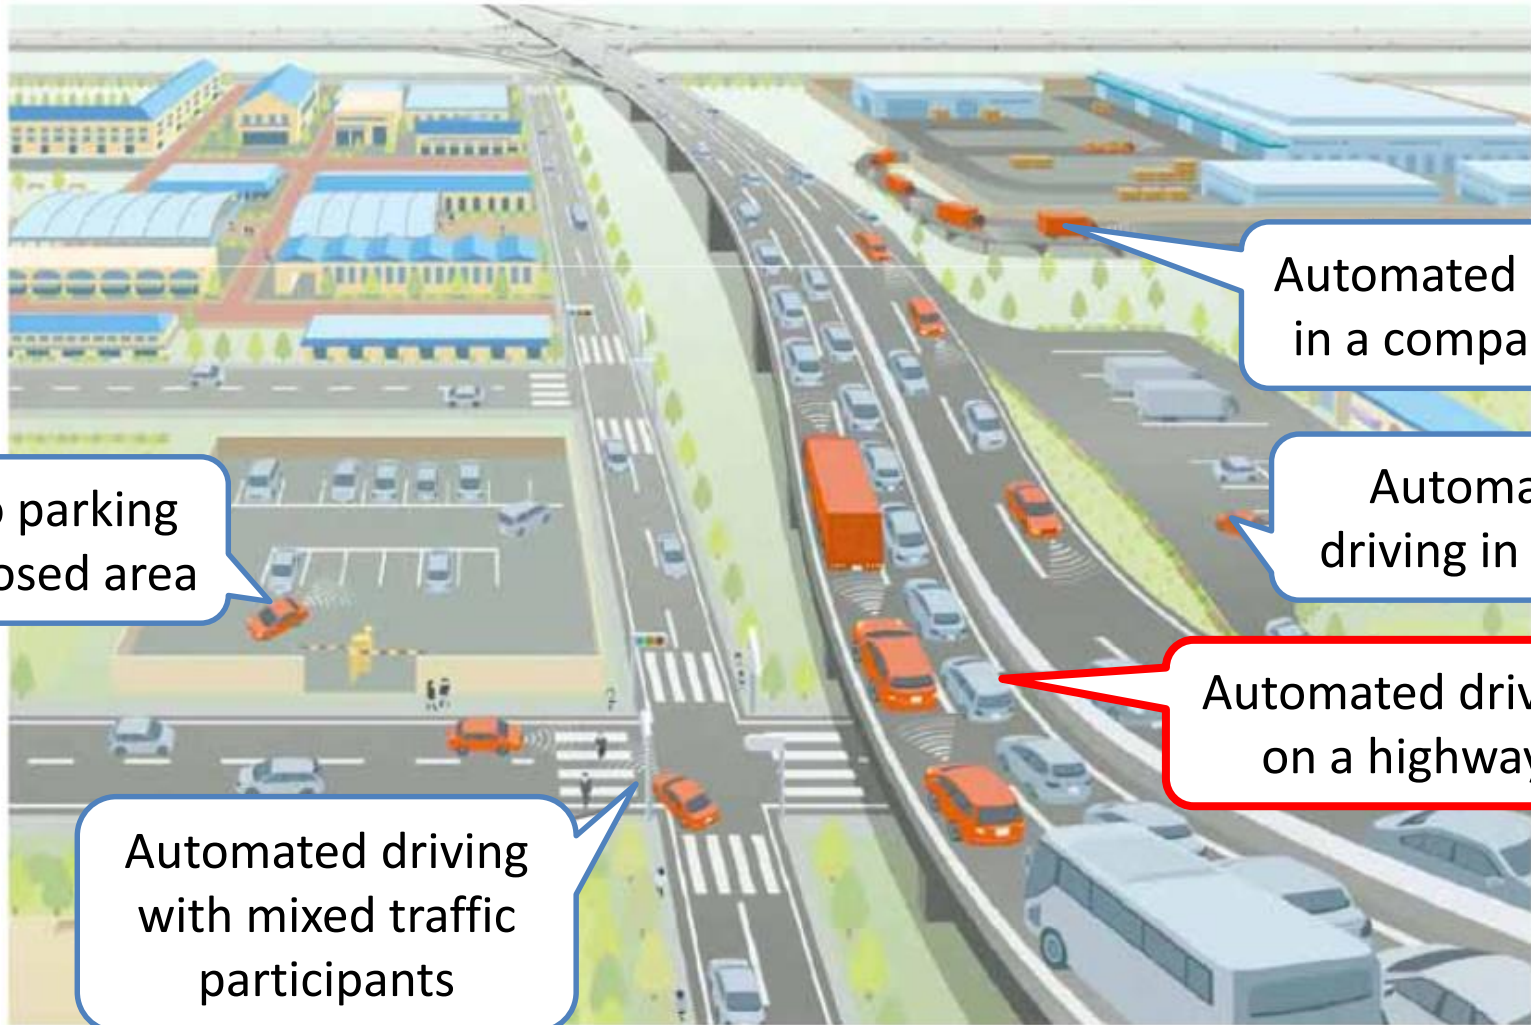 Automated
in a compa
parking
osed area
Automa
driving in
Automated driv
on a highway
Automated driving
with mixed traffic
participants